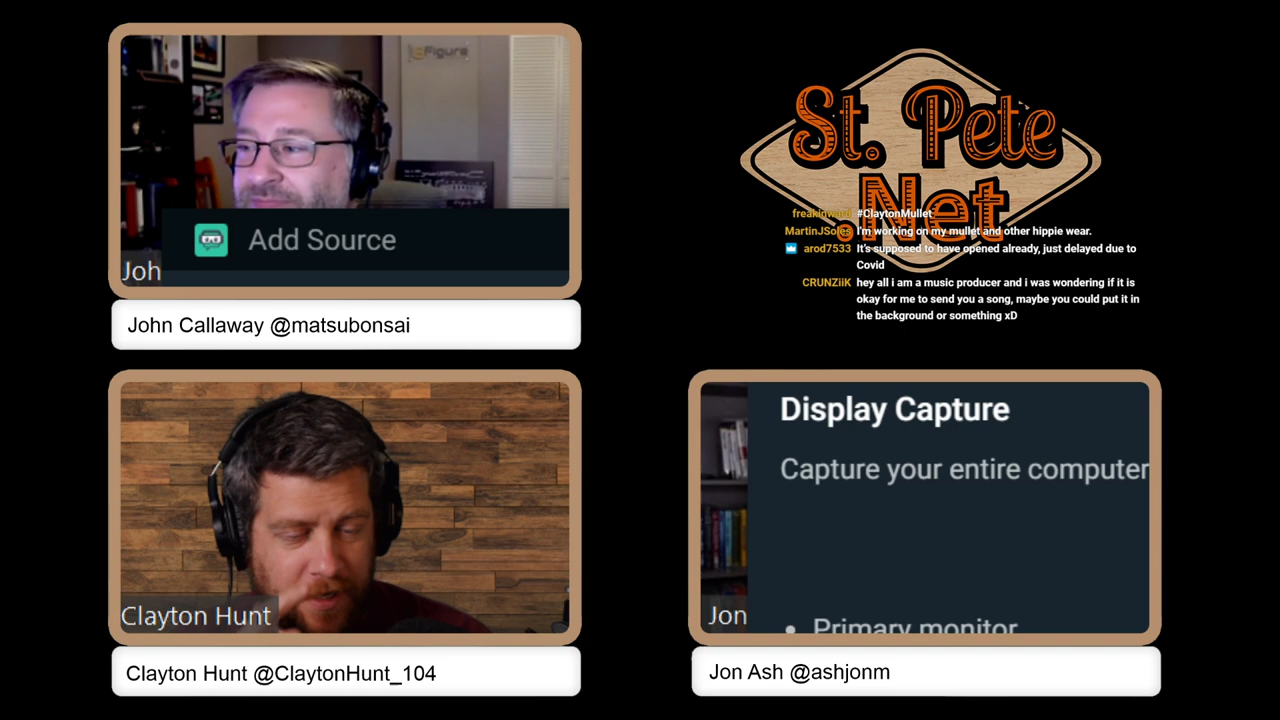 Figure
Add Source
Joh
John Callaway @matsubonsai
St. Pete
.Net
freakinward #ClaytonMullet
MartinJSoles I'm working on my mullet and other hippie wear.
arod7533 It's supposed to have opened already, just delayed due to
Covid
CRUNZiiK hey all i am a music producer and i was wondering if it is
okay for me to send you a song, maybe you could put it in
the background or something xD
Clayton Hunt
Clayton Hunt @ClaytonHunt_104
Display Capture
Capture your entire computer
Jon
• Primary monitor
Jon Ash @ashjonm